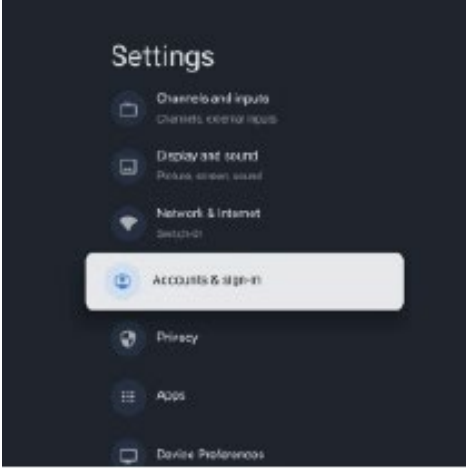 Settings
Channels and inputs
Channels, external inputs
Display and sound
Picture, screen, sound
Network & Internet
Accounts & sign-in
Privacy
Apps
Device Preferences